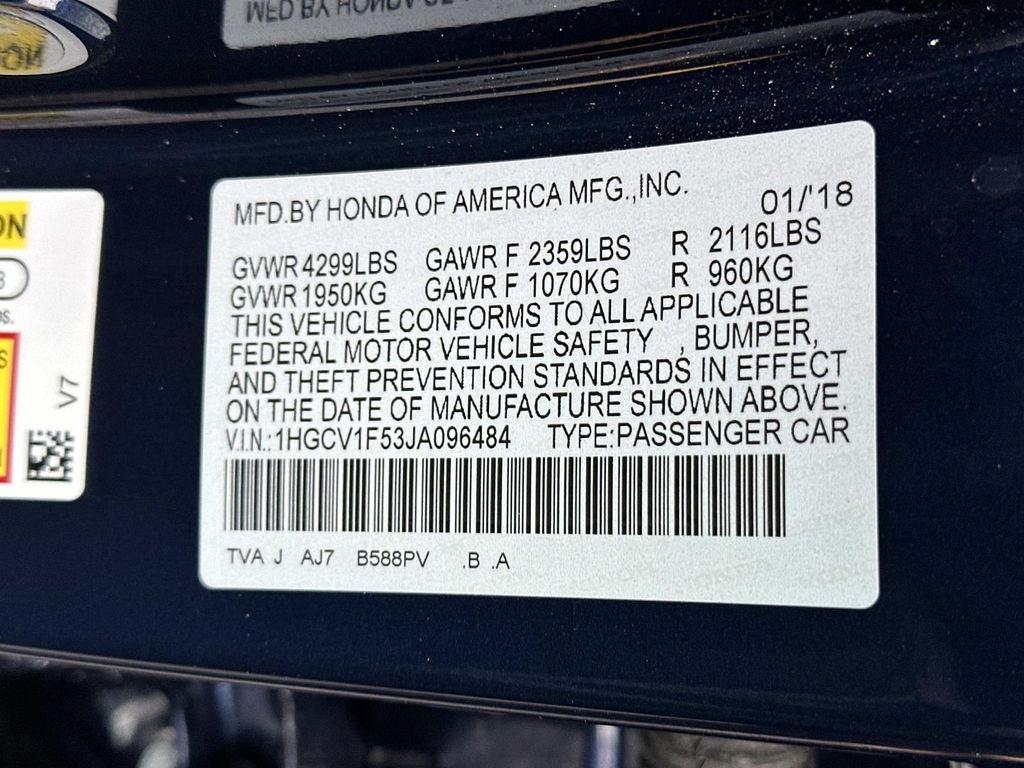 MFD.BY HONDA OF AMERICA MFG.,INC.
01/'18
GVWR 4299LBS GAWR F 2359LBS R 2116LBS
GVWR 1950KG GAWR F 1070KG R 960KG
THIS VEHICLE CONFORMS TO ALL APPLICABLE
FEDERAL MOTOR VEHICLE SAFETY , BUMPER,
AND THEFT PREVENTION STANDARDS IN EFFECT
ON THE DATE OF MANUFACTURE SHOWN ABOVE.
V.I.N.: 1HGCV1F53JA096484 TYPE:PASSENGER CAR
TVA J AJ7 B588PV .B .A
V7